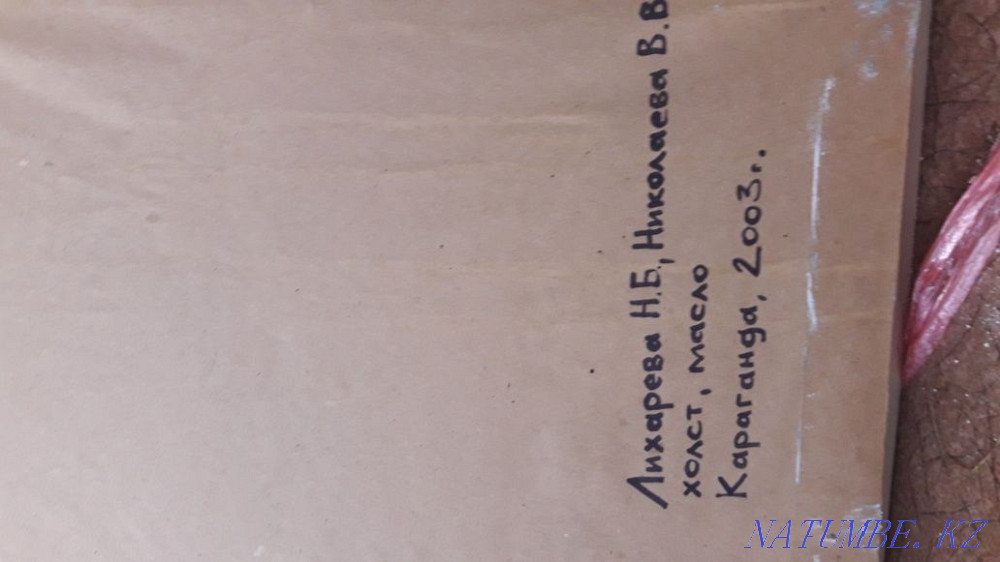 Лихарева Н.Б., Николаева В.В
холст, масло
Караганда, 2003г.
NATUMBE.KZ